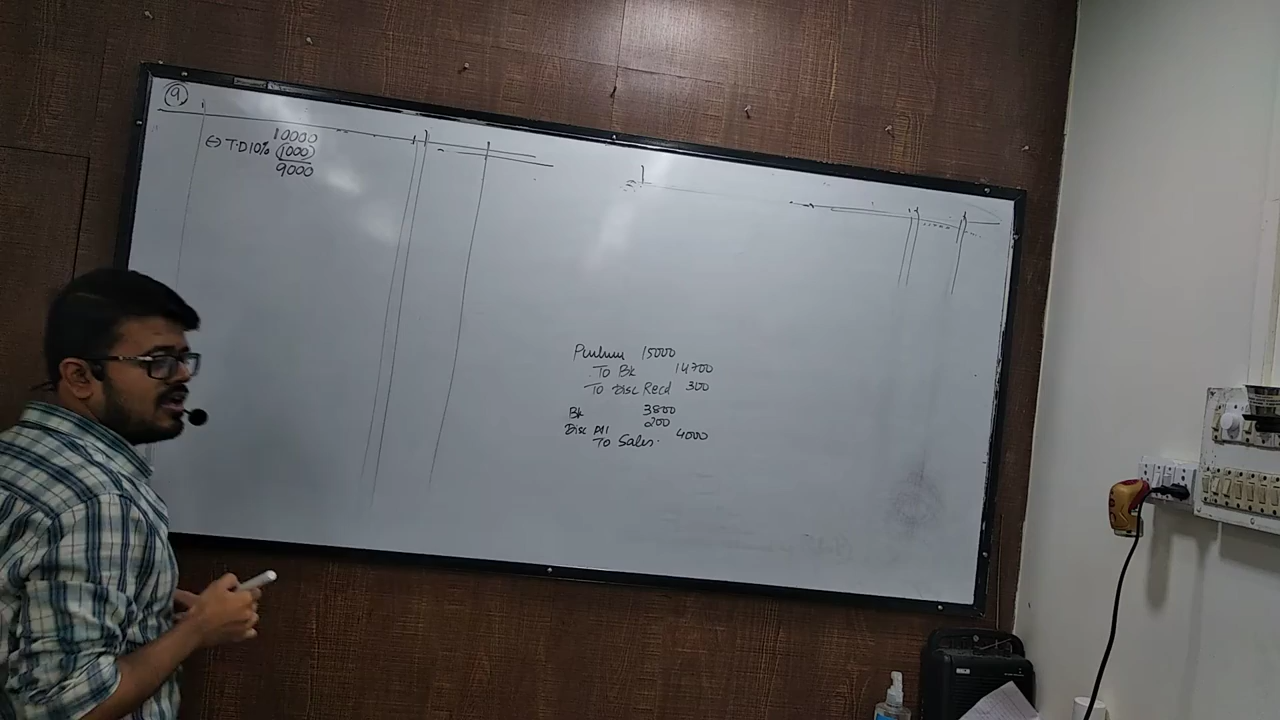 9
10000
(-) T.D 10% (1000)
9000
15000
To Bk 14700
To Disc Recd 300
Bk 3800
Disc All 200
To Sales. 4000